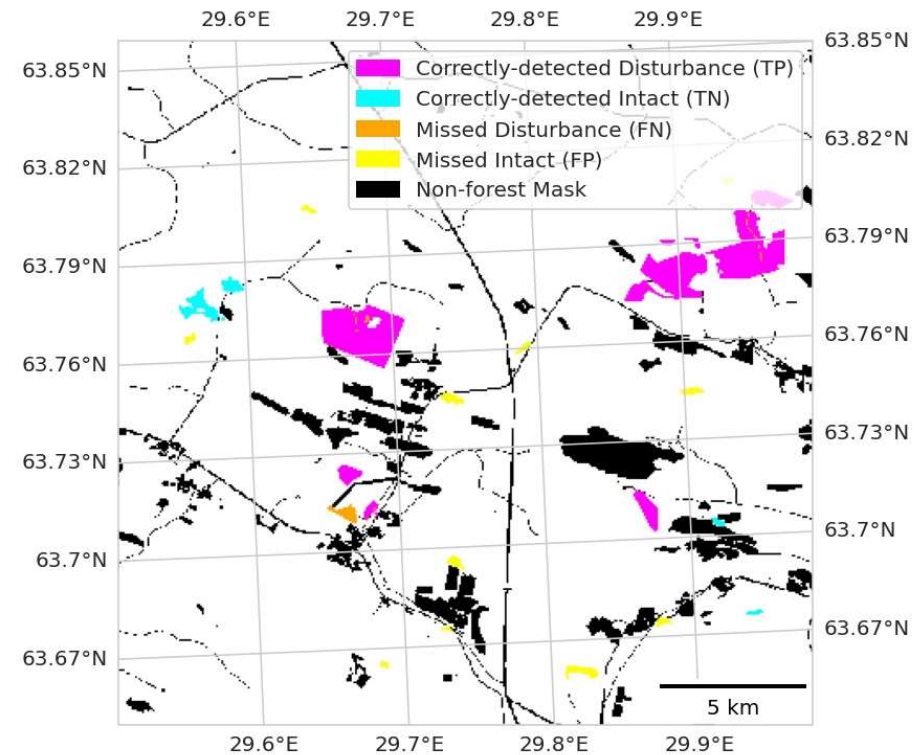 29.6°E 29.7°E 29.8°E 29.9°E
63.85°N
63.85°N
Correctly-detected Disturbance (TP)
Correctly-detected Intact (TN)
Missed Disturbance (FN)
Missed Intact (FP)
Non-forest Mask
63.82°N
63.82°N
63.79°N
63.79°N
63.76°N
63.76°N
63.73°N
63.73°N
63.7°N
63.7°N
63.67°N
63.67°N
5 km
29.6°E 29.7°E 29.8°E 29.9°E